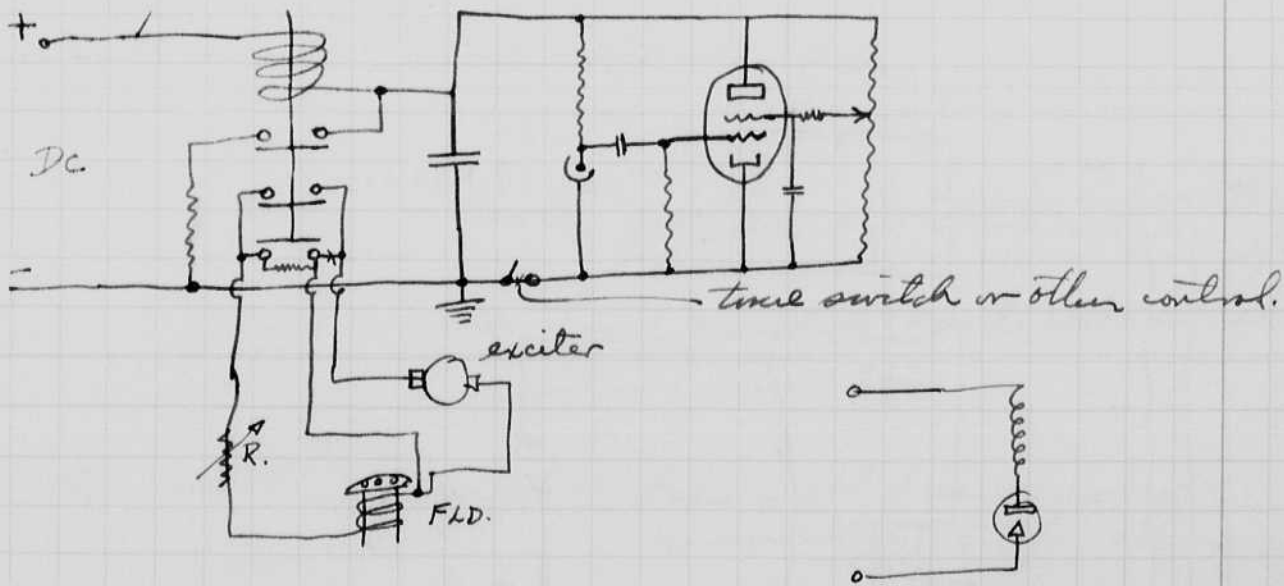 +
DC.
-
time switch or other control.
exciter
R.
FLD.